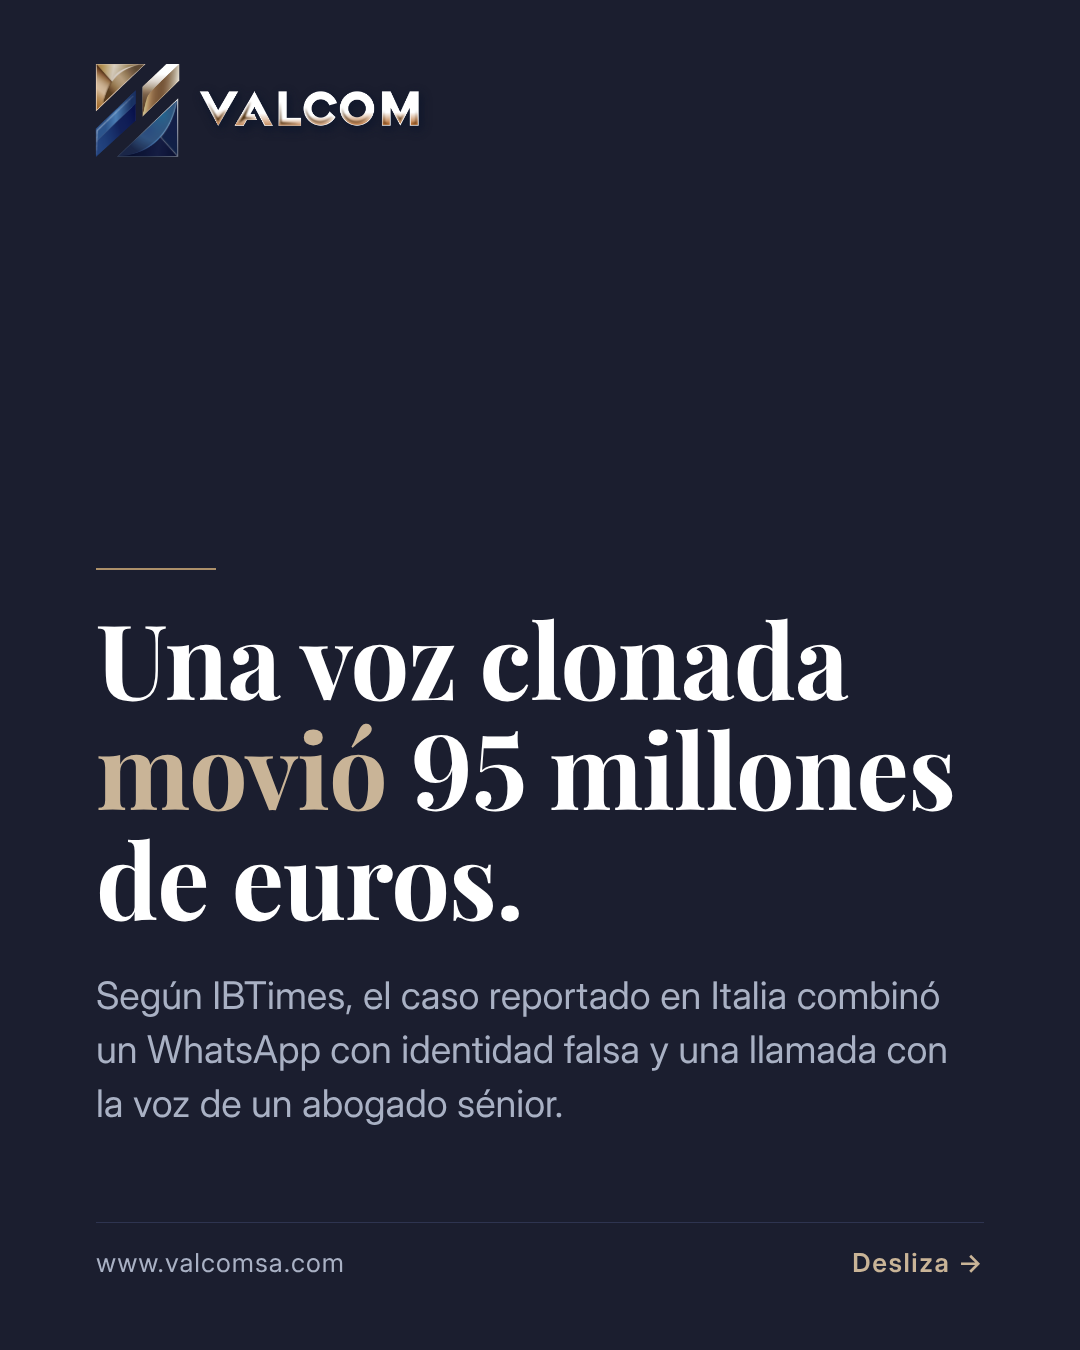 VALCOM
Una voz clonada
movió 95 millones
de euros.
Según IBTimes, el caso reportado en Italia combinó
un WhatsApp con identidad falsa y una llamada con
la voz de un abogado sénior.
www.valcomsa.com
Desliza →